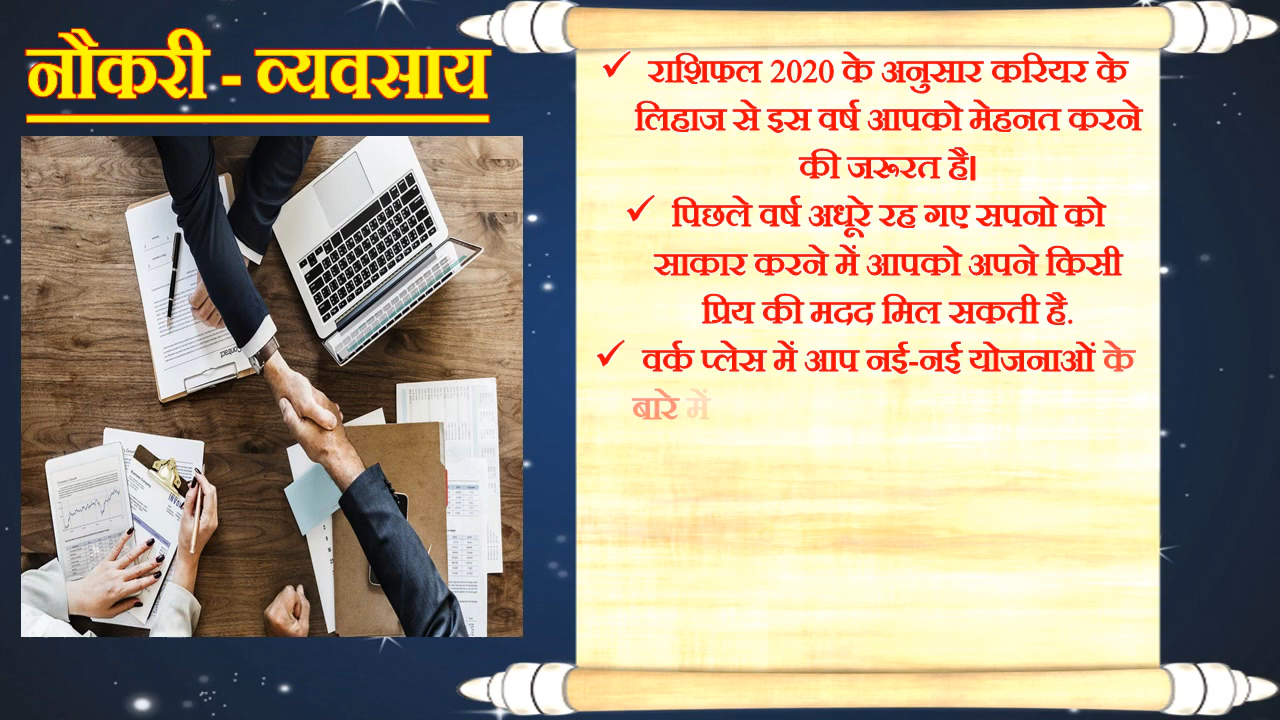 नौकरी - व्यवसाय
✓ राशिफल 2020 के अनुसार करियर के
लिहाज से इस वर्ष आपको मेहनत करने
की जरूरत है।
✓ पिछले वर्ष अधूरे रह गए सपनो को
साकार करने में आपको अपने किसी
प्रिय की मदद मिल सकती है.
✓ वर्क प्लेस में आप नई-नई योजनाओं के
बारे में
Contract